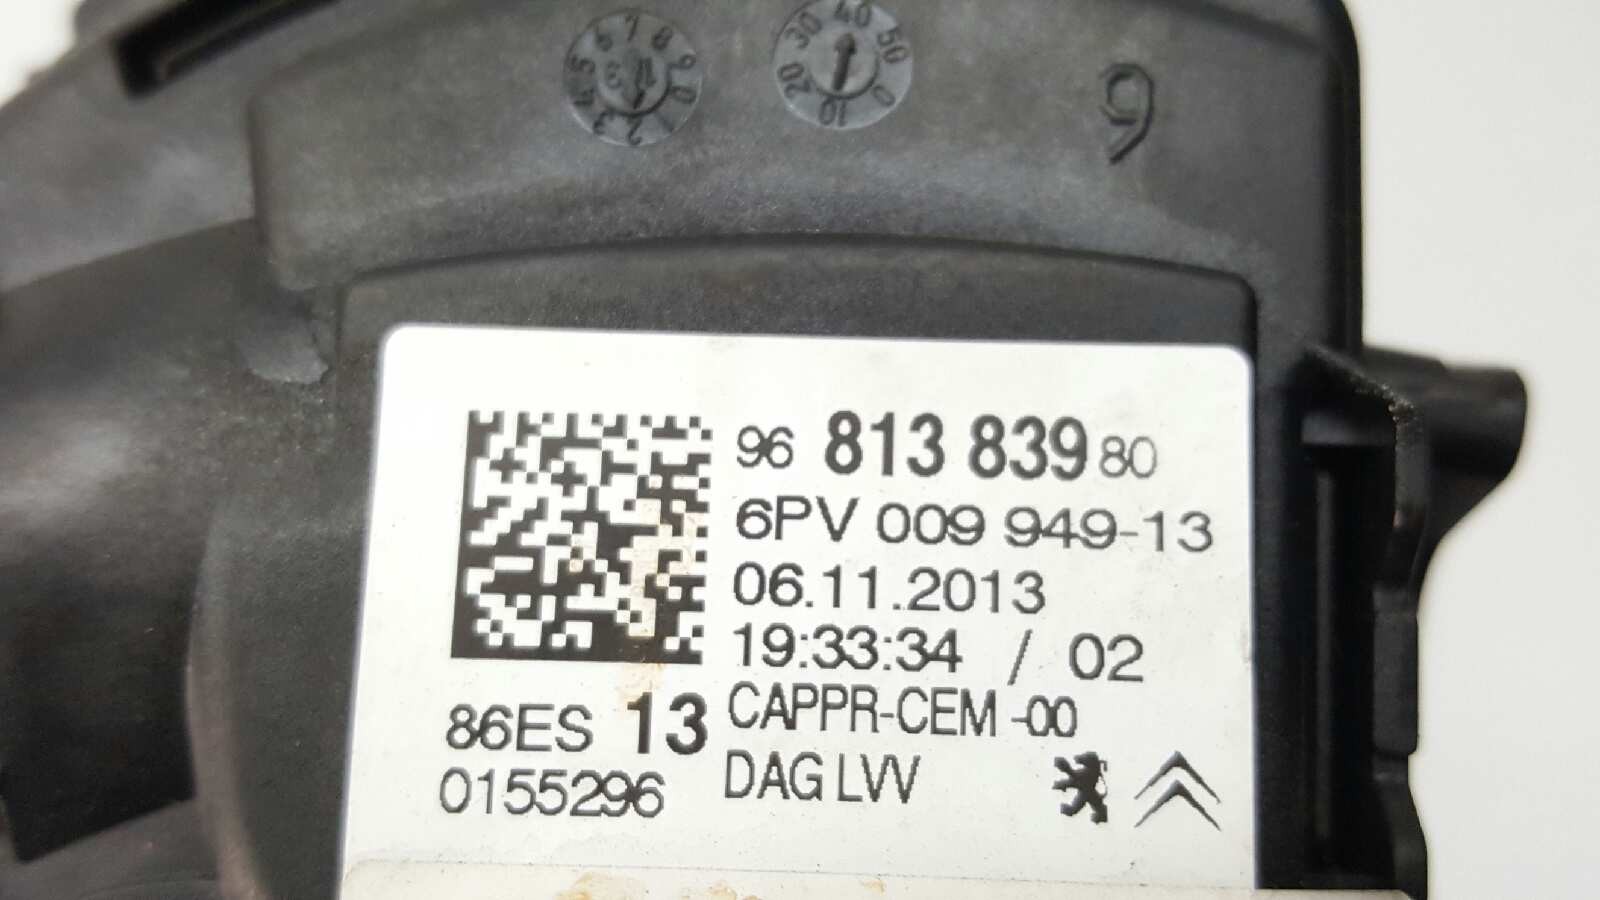 9
96 813 839 80
6PV 009 949-13
06.11.2013
19:33:34 / 02
86ES 13 CAPPR-CEM -00
0155296 DAG LVV